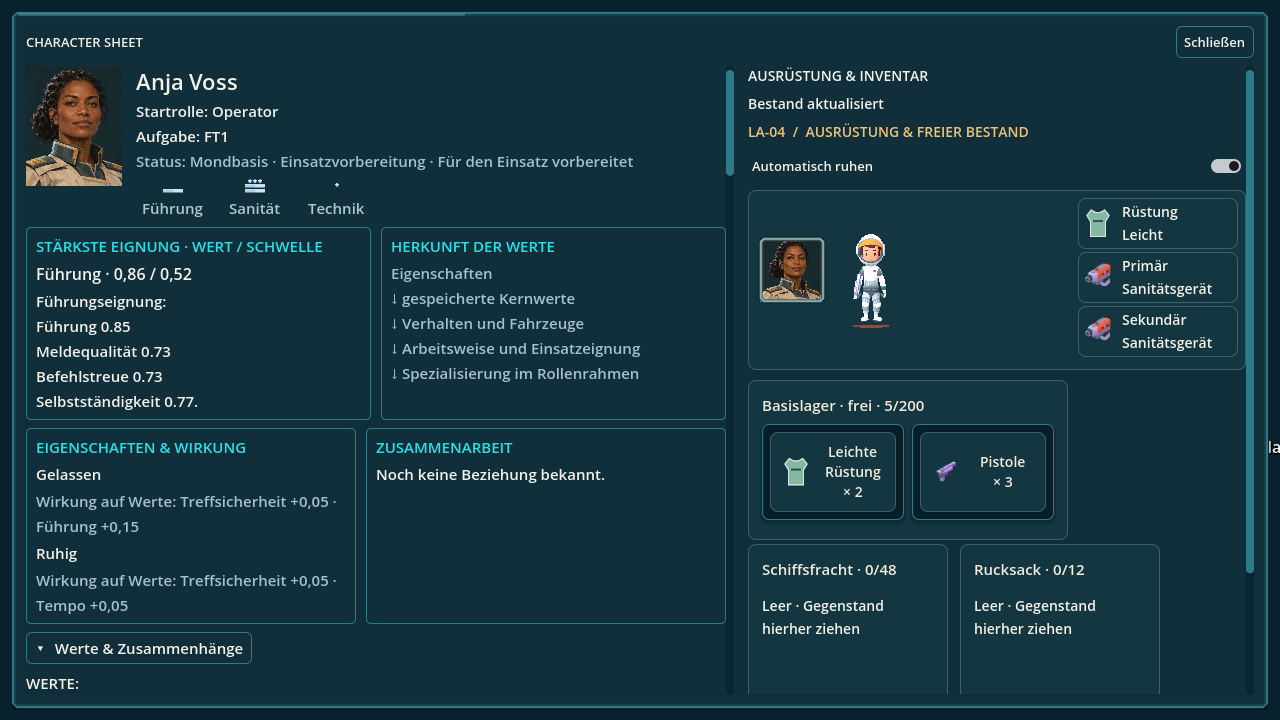 CHARACTER SHEET
Schließen
Anja Voss
Startrolle: Operator
Aufgabe: FT1
Status: Mondbasis · Einsatzvorbereitung · Für den Einsatz vorbereitet
Führung
Sanität
Technik
STÄRKSTE EIGNUNG · WERT / SCHWELLE
Führung · 0,86 / 0,52
Führungseignung:
Führung 0.85
Meldequalität 0.73
Befehlstreue 0.73
Selbstständigkeit 0.77.
HERKUNFT DER WERTE
Eigenschaften
↓ gespeicherte Kernwerte
↓ Verhalten und Fahrzeuge
↓ Arbeitsweise und Einsatzeignung
↓ Spezialisierung im Rollenrahmen
EIGENSCHAFTEN & WIRKUNG
Gelassen
Wirkung auf Werte: Treffsicherheit +0,05 ·
Führung +0,15
Ruhig
Wirkung auf Werte: Treffsicherheit +0,05 ·
Tempo +0,05
ZUSAMMENARBEIT
Noch keine Beziehung bekannt.
▼ Werte & Zusammenhänge
WERTE:
AUSRÜSTUNG & INVENTAR
Bestand aktualisiert
LA-04 / AUSRÜSTUNG & FREIER BESTAND
Automatisch ruhen
Rüstung
Leicht
Primär
Sanitätsgerät
Sekundär
Sanitätsgerät
Basislager · frei · 5/200
Leichte
Rüstung
× 2
Pistole
× 3
Schiffsfracht · 0/48
Leer · Gegenstand
hierher ziehen
Rucksack · 0/12
Leer · Gegenstand
hierher ziehen
la